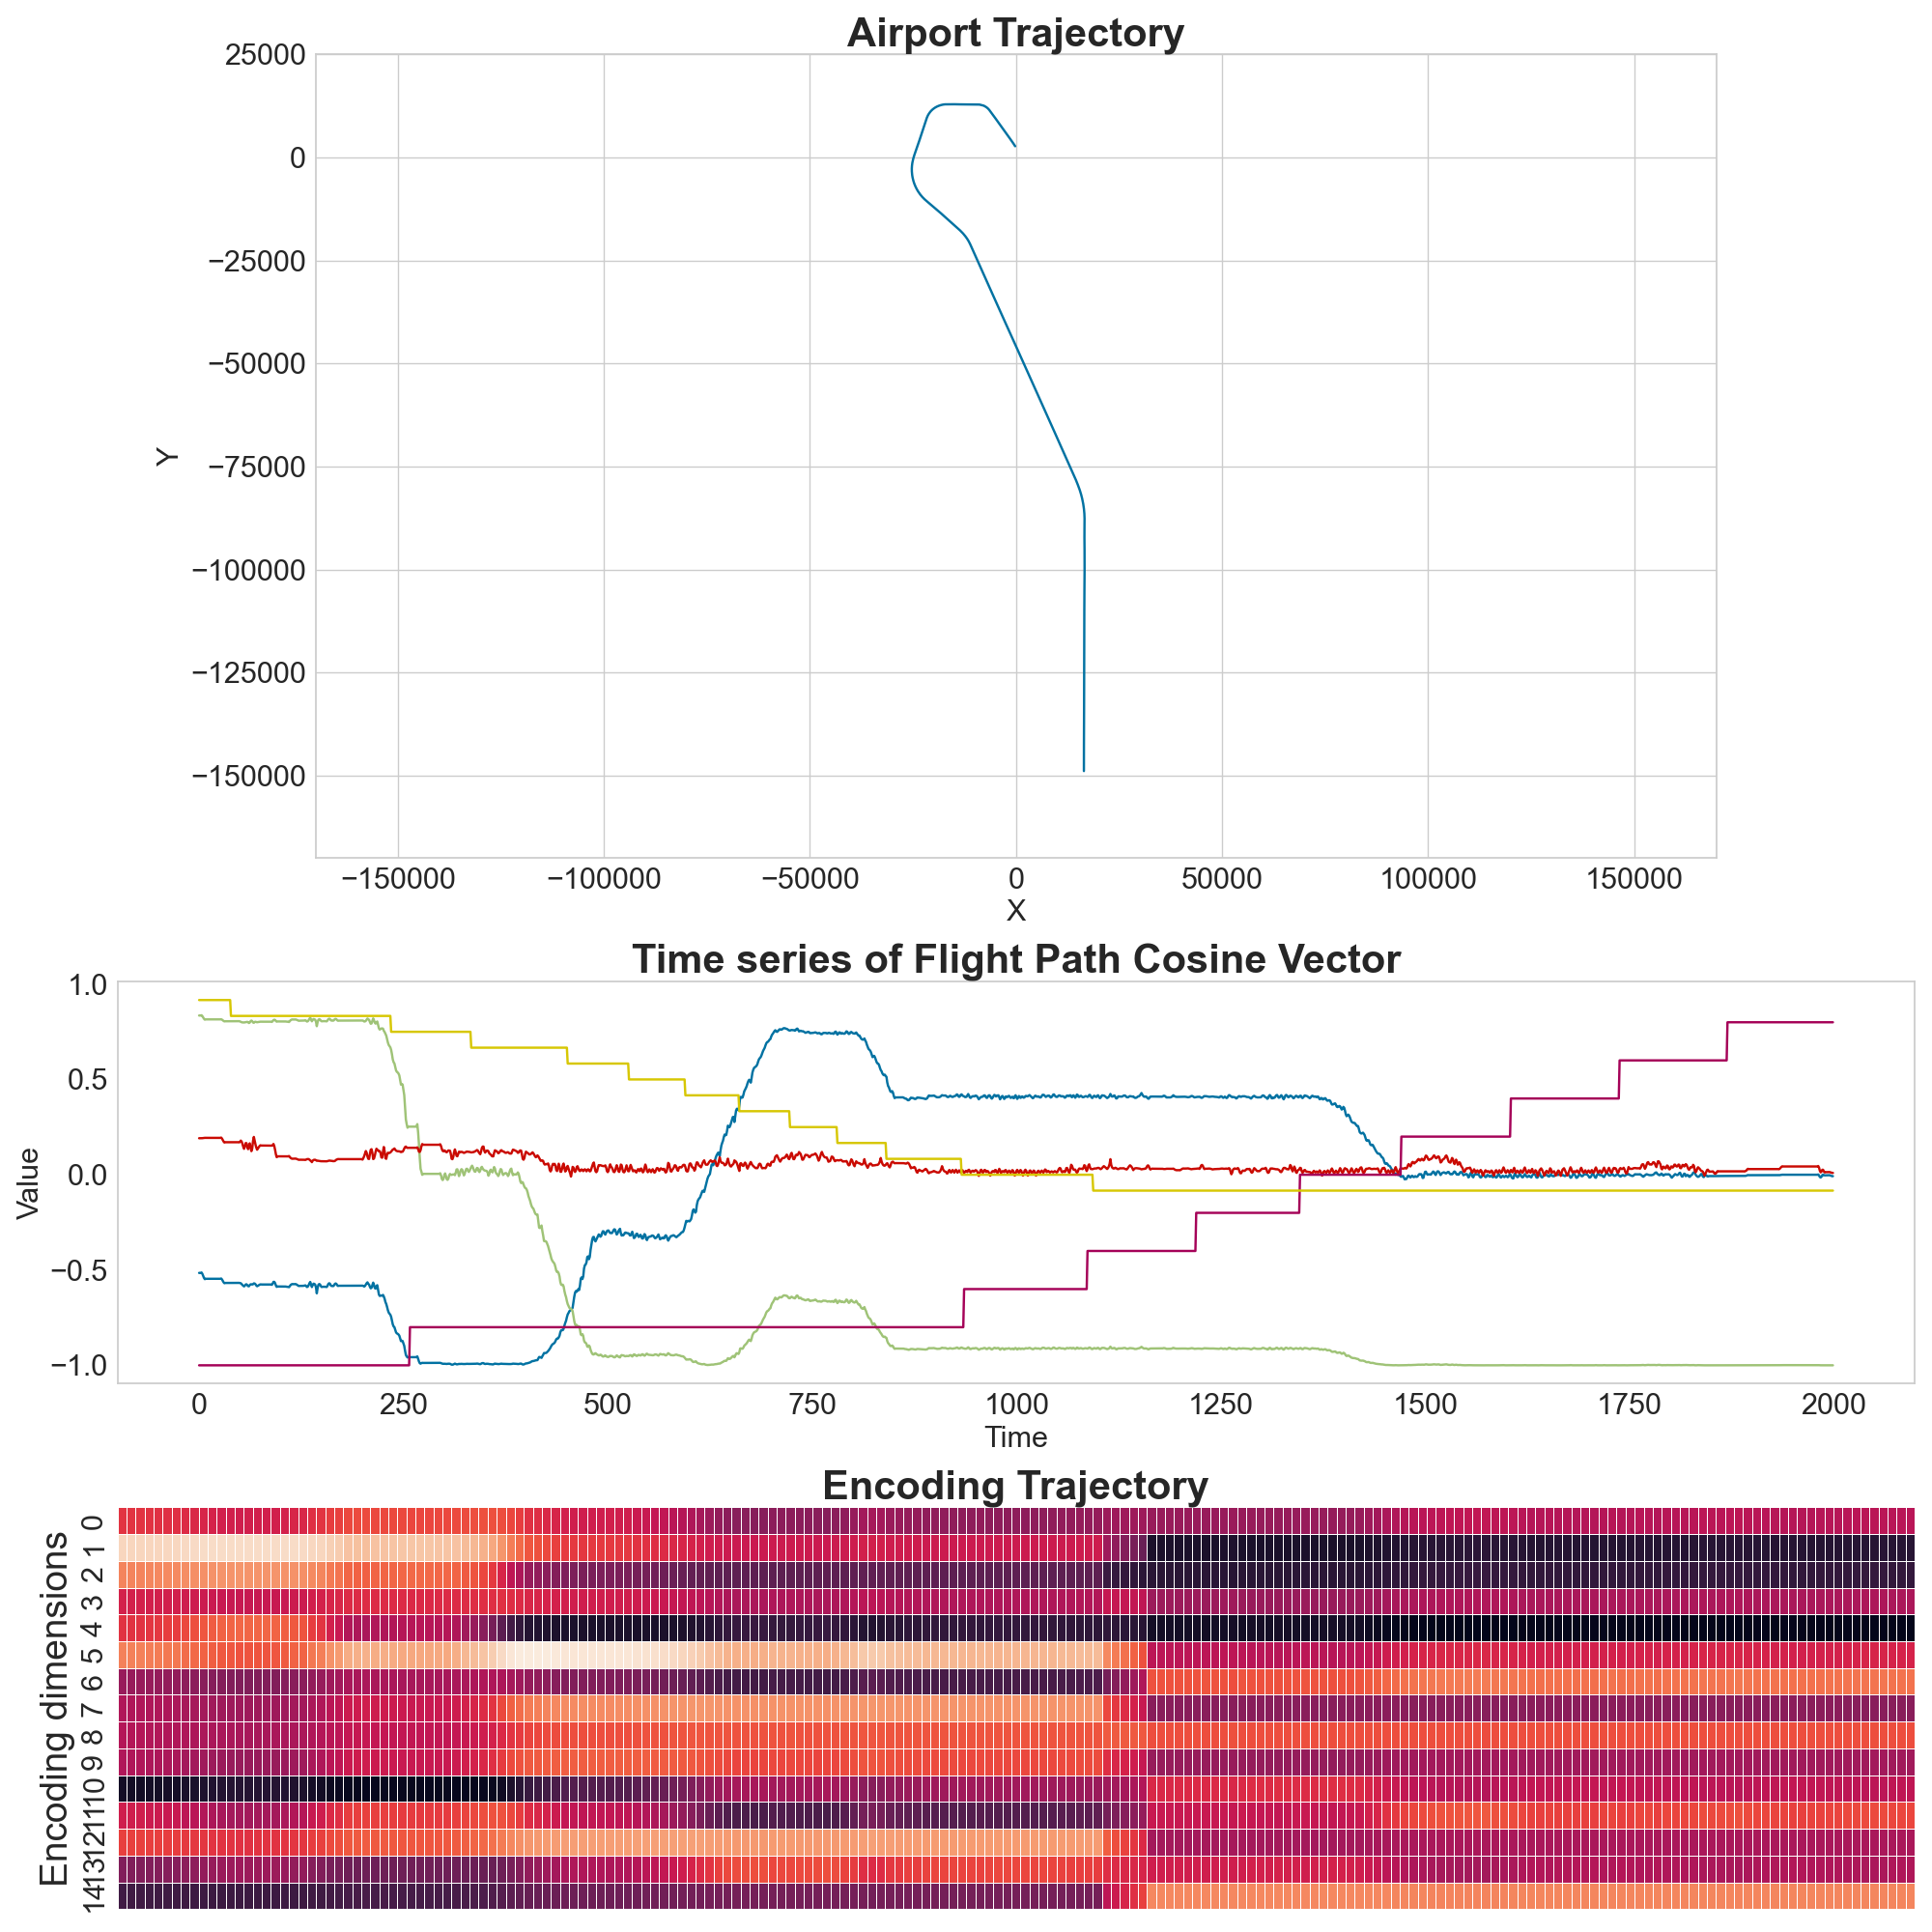 Airport Trajectory
25000
0
−25000
−50000
−75000
−100000
−125000
−150000
Y
−150000 −100000 −50000 0 50000 100000 150000
X
Time series of Flight Path Cosine Vector
1.0
0.5
0.0
−0.5
−1.0
Value
0 250 500 750 1000 1250 1500 1750 2000
Time
Encoding Trajectory
Encoding dimensions
0
1
2
3
4
5
6
7
8
9
10
11
12
13
14